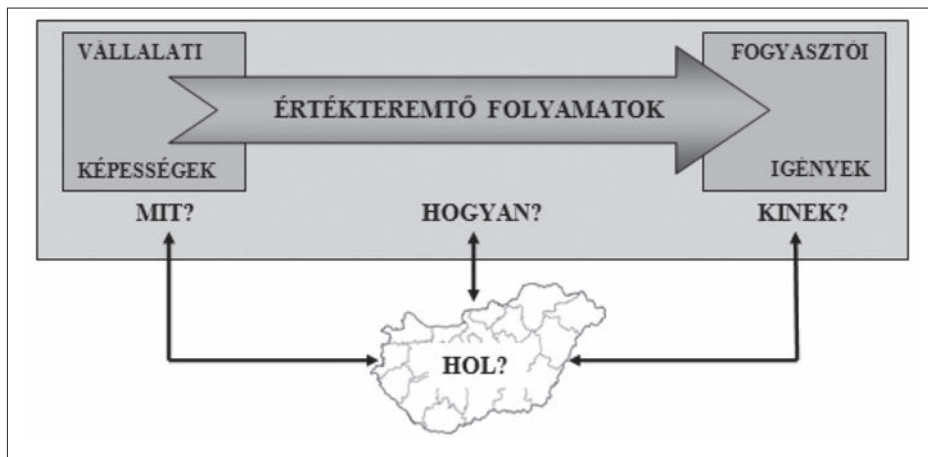 VÁLLALATI
KÉPESSÉGEK
ÉRTÉKTEREMTŐ FOLYAMATOK
FOGYASZTÓI
IGÉNYEK
MIT?
HOGYAN?
KINEK?
HOL?